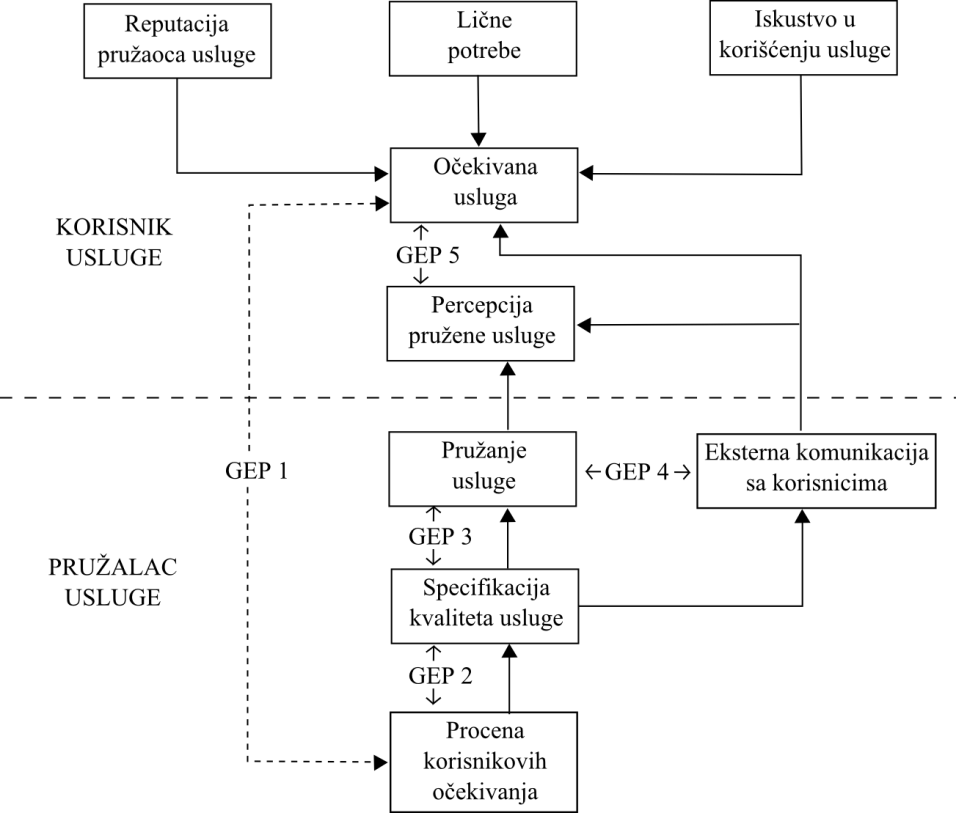 Reputacija
pružaoca usluge
Lične
potrebe
Iskustvo u
korišćenju usluge
Očekivana
usluga
KORISNIK
USLUGE
GEP 5
Percepcija
pružene usluge
GEP 1
Pružanje
usluge
GEP 4
Eksterna komunikacija
sa korisnicima
GEP 3
PRUŽALAC
USLUGE
Specifikacija
kvaliteta usluge
GEP 2
Procena
korisnikovih
očekivanja